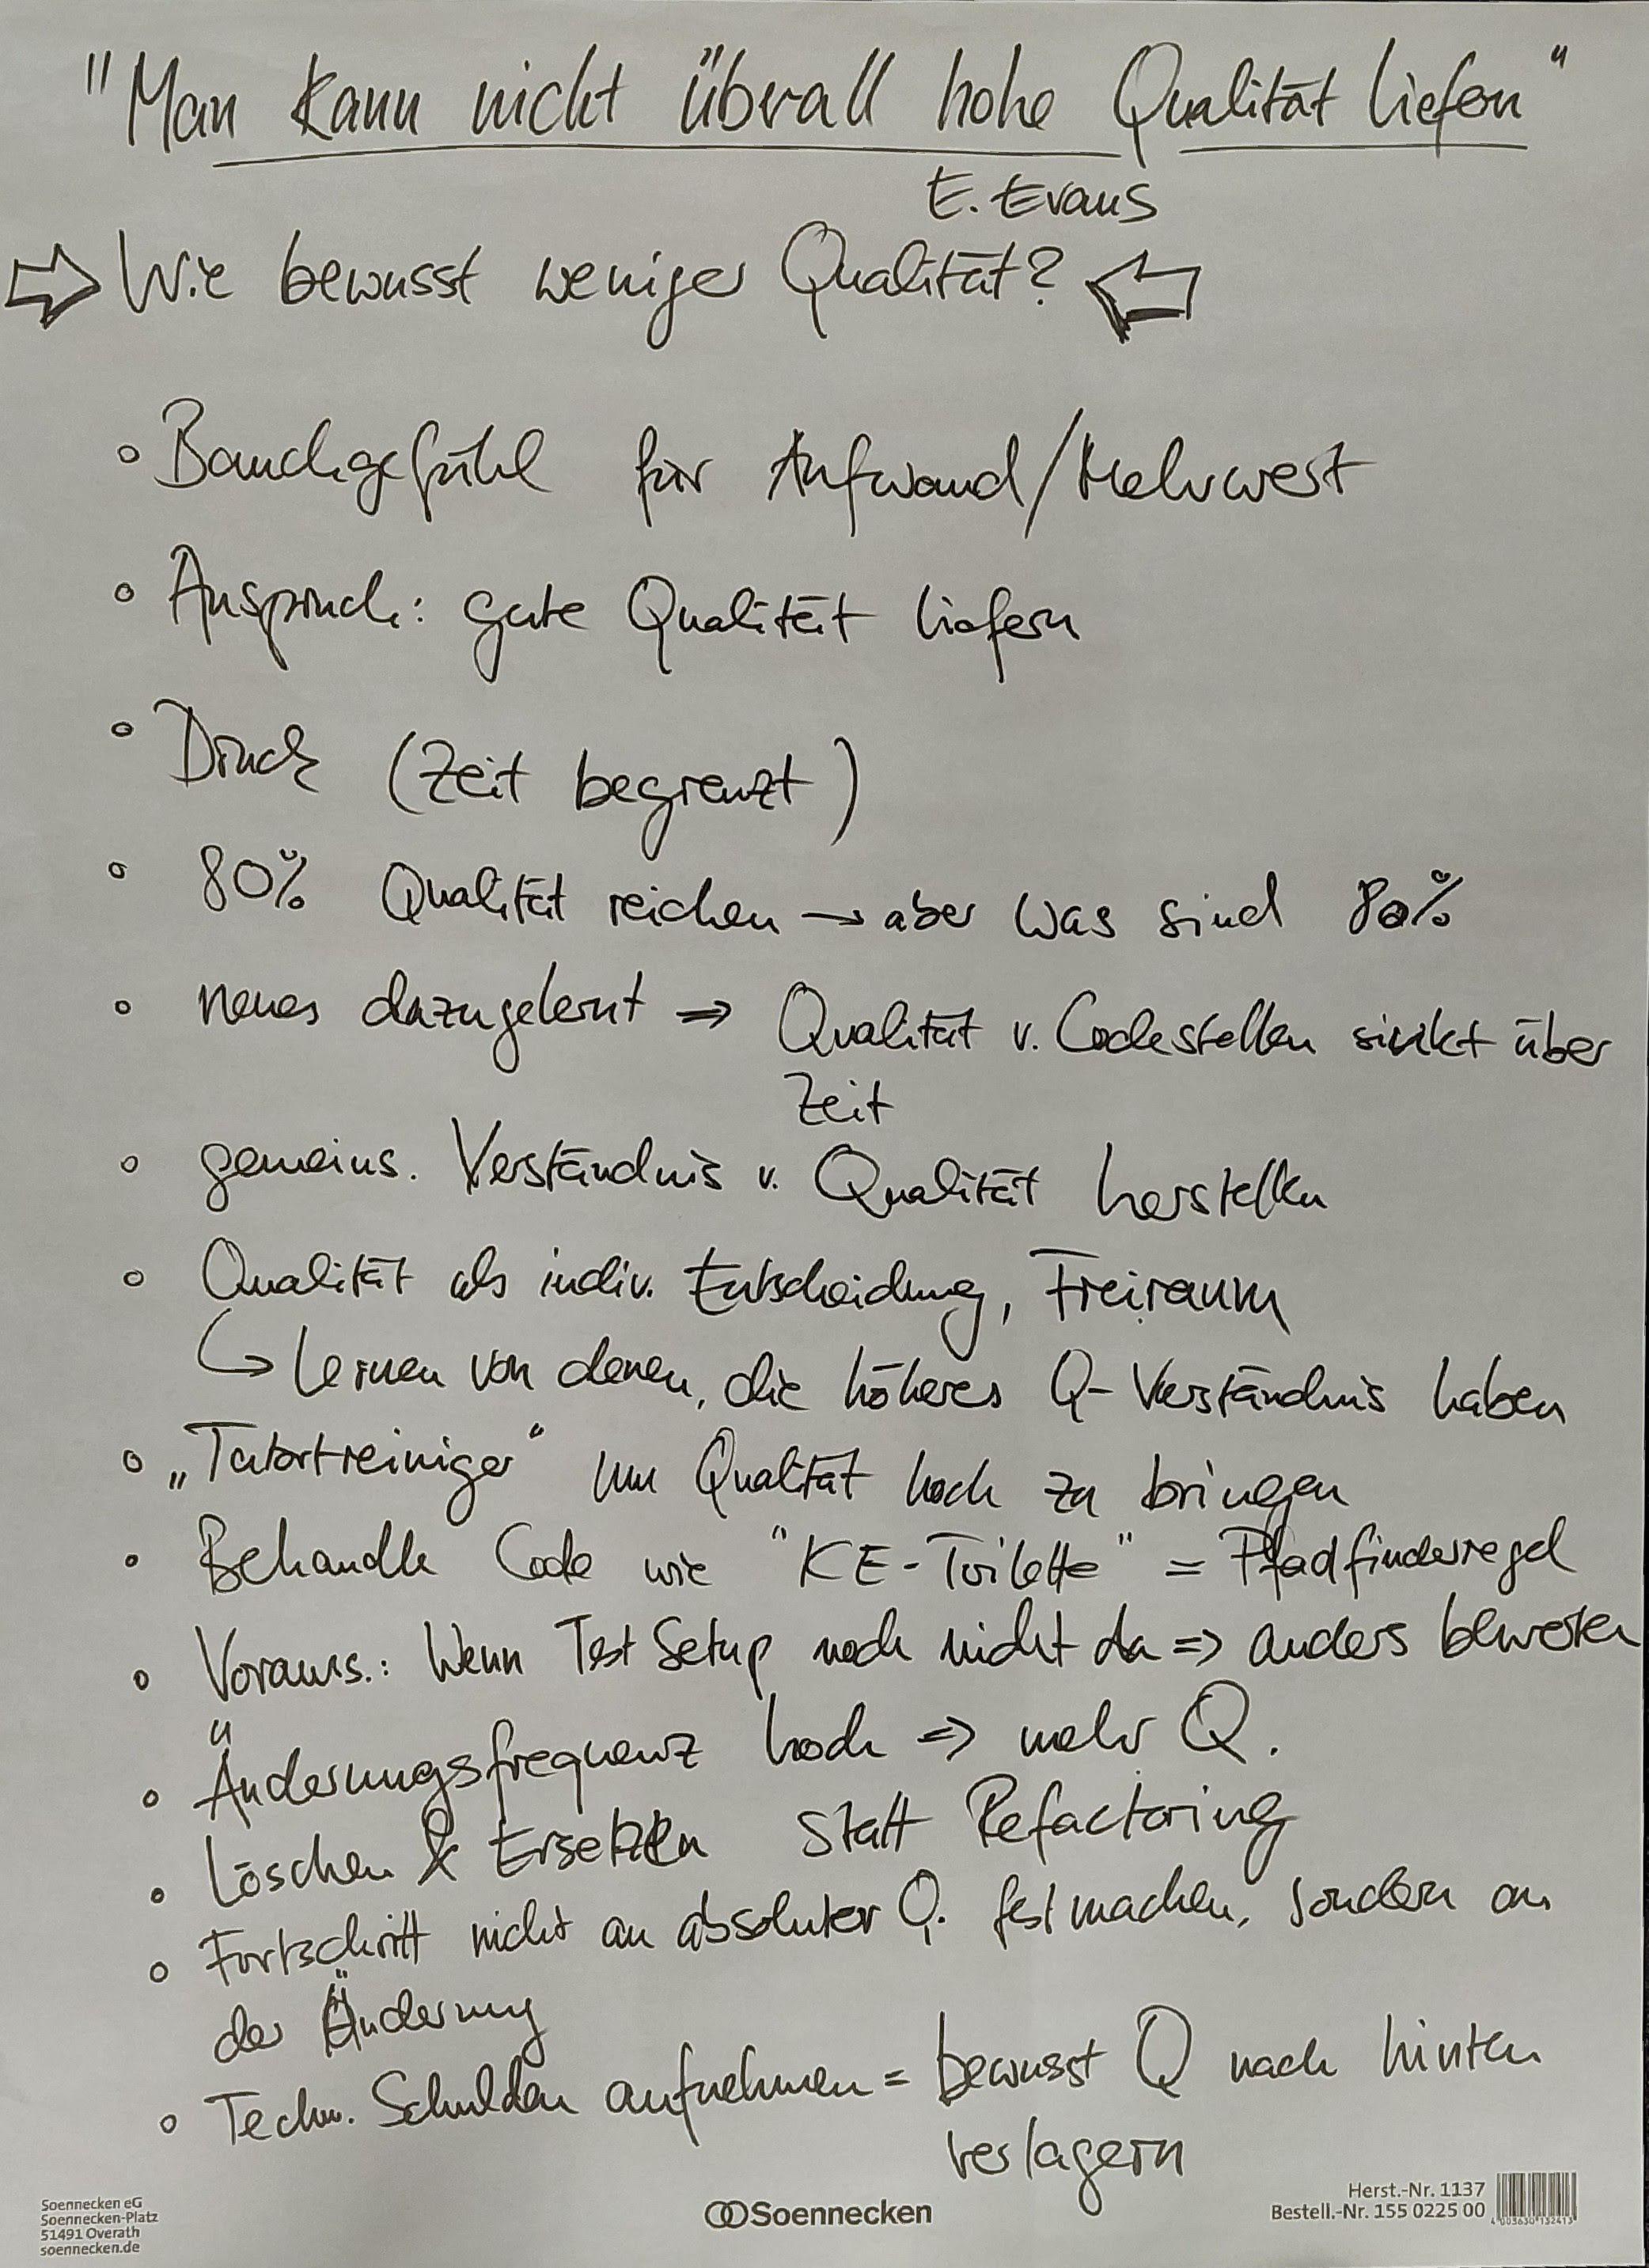 "Man kann nicht überall hohe Qualität liefern"
E. Evans
⇨ Wie bewusst weniger Qualität? ⇦
• Bauchgefühl für Aufwand/Mehrwert
• Anspruch: gute Qualität liefern
• Druck (Zeit begrenzt)
• 80% Qualität reichen → aber was sind 80%
• neues dazugelernt ⇒ Qualität v. Codestellen sinkt über
Zeit
• gemeins. Verständnis v. Qualität herstellen
• Qualität als indiv. Entscheidung, Freiraum
↳ Lernen von denen, die höheres Q-Verständnis haben
• „Tatortreiniger" um Qualität hoch zu bringen
• Behandle Code wie "KE-Toilette" = Pfadfinderregel
• Voraus.: Wenn Test Setup noch nicht da ⇒ anders bewerten
• Änderungsfrequenz hoch ⇒ mehr Q.
• Löschen & Ersetzen statt Refactoring
• Fortschritt nicht an absoluter Q. festmachen, sondern an
der Änderung
• Techn. Schulden aufnehmen = bewusst Q nach hinten
verlagern
Soennecken eG
Soennecken-Platz
51491 Overath
soennecken.de
Soennecken
Herst.-Nr. 1137
Bestell.-Nr. 155 0225 00
4 003630 132413